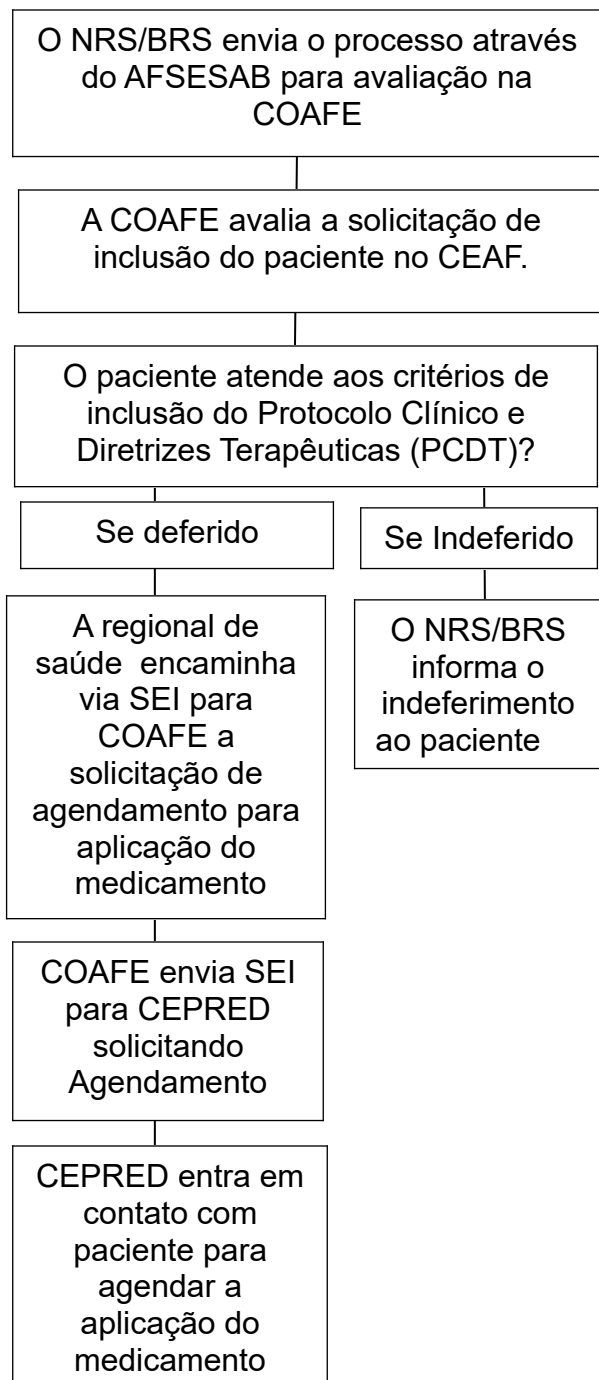 O NRS/BRS envia o processo através
do AFSESAB para avaliação na
COAFE
A COAFE avalia a solicitação de
inclusão do paciente no CEAF.
O paciente atende aos critérios de
inclusão do Protocolo Clínico e
Diretrizes Terapêuticas (PCDT)?
Se deferido
Se Indeferido
A regional de
saúde encaminha
via SEI para
COAFE a
solicitação de
agendamento para
aplicação do
medicamento
O NRS/BRS
informa o
indeferimento
ao paciente
COAFE envia SEI
para CEPRED
solicitando
Agendamento
CEPRED entra em
contato com
paciente para
agendar a
aplicação do
medicamento